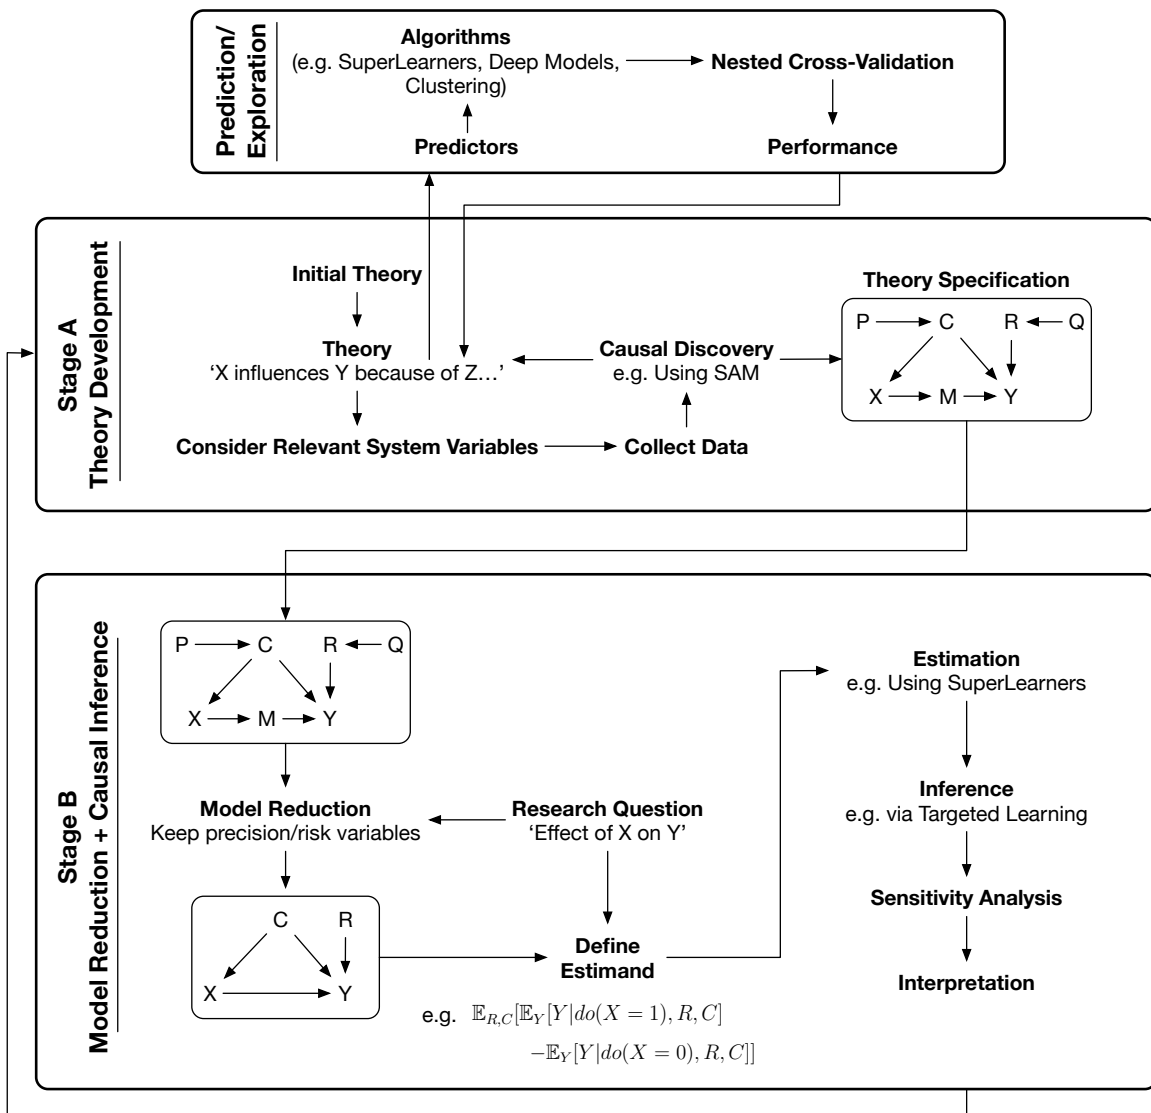 Prediction/
Exploration
Algorithms
(e.g. SuperLearners, Deep Models,
Clustering)
Nested Cross-Validation
Predictors
Performance
Stage A
Theory Development
Initial Theory
Theory
‘X influences Y because of Z…’
Consider Relevant System Variables
Causal Discovery
e.g. Using SAM
Collect Data
Theory Specification
P C R Q
X M Y
Stage B
Model Reduction + Causal Inference
P C R Q
X M Y
Model Reduction
Keep precision/risk variables
Research Question
‘Effect of X on Y’
C R
X Y
Define
Estimand
e.g. 𝔼_{R,C}[𝔼_Y[Y|do(X = 1), R, C]
−𝔼_Y[Y|do(X = 0), R, C]]
Estimation
e.g. Using SuperLearners
Inference
e.g. via Targeted Learning
Sensitivity Analysis
Interpretation